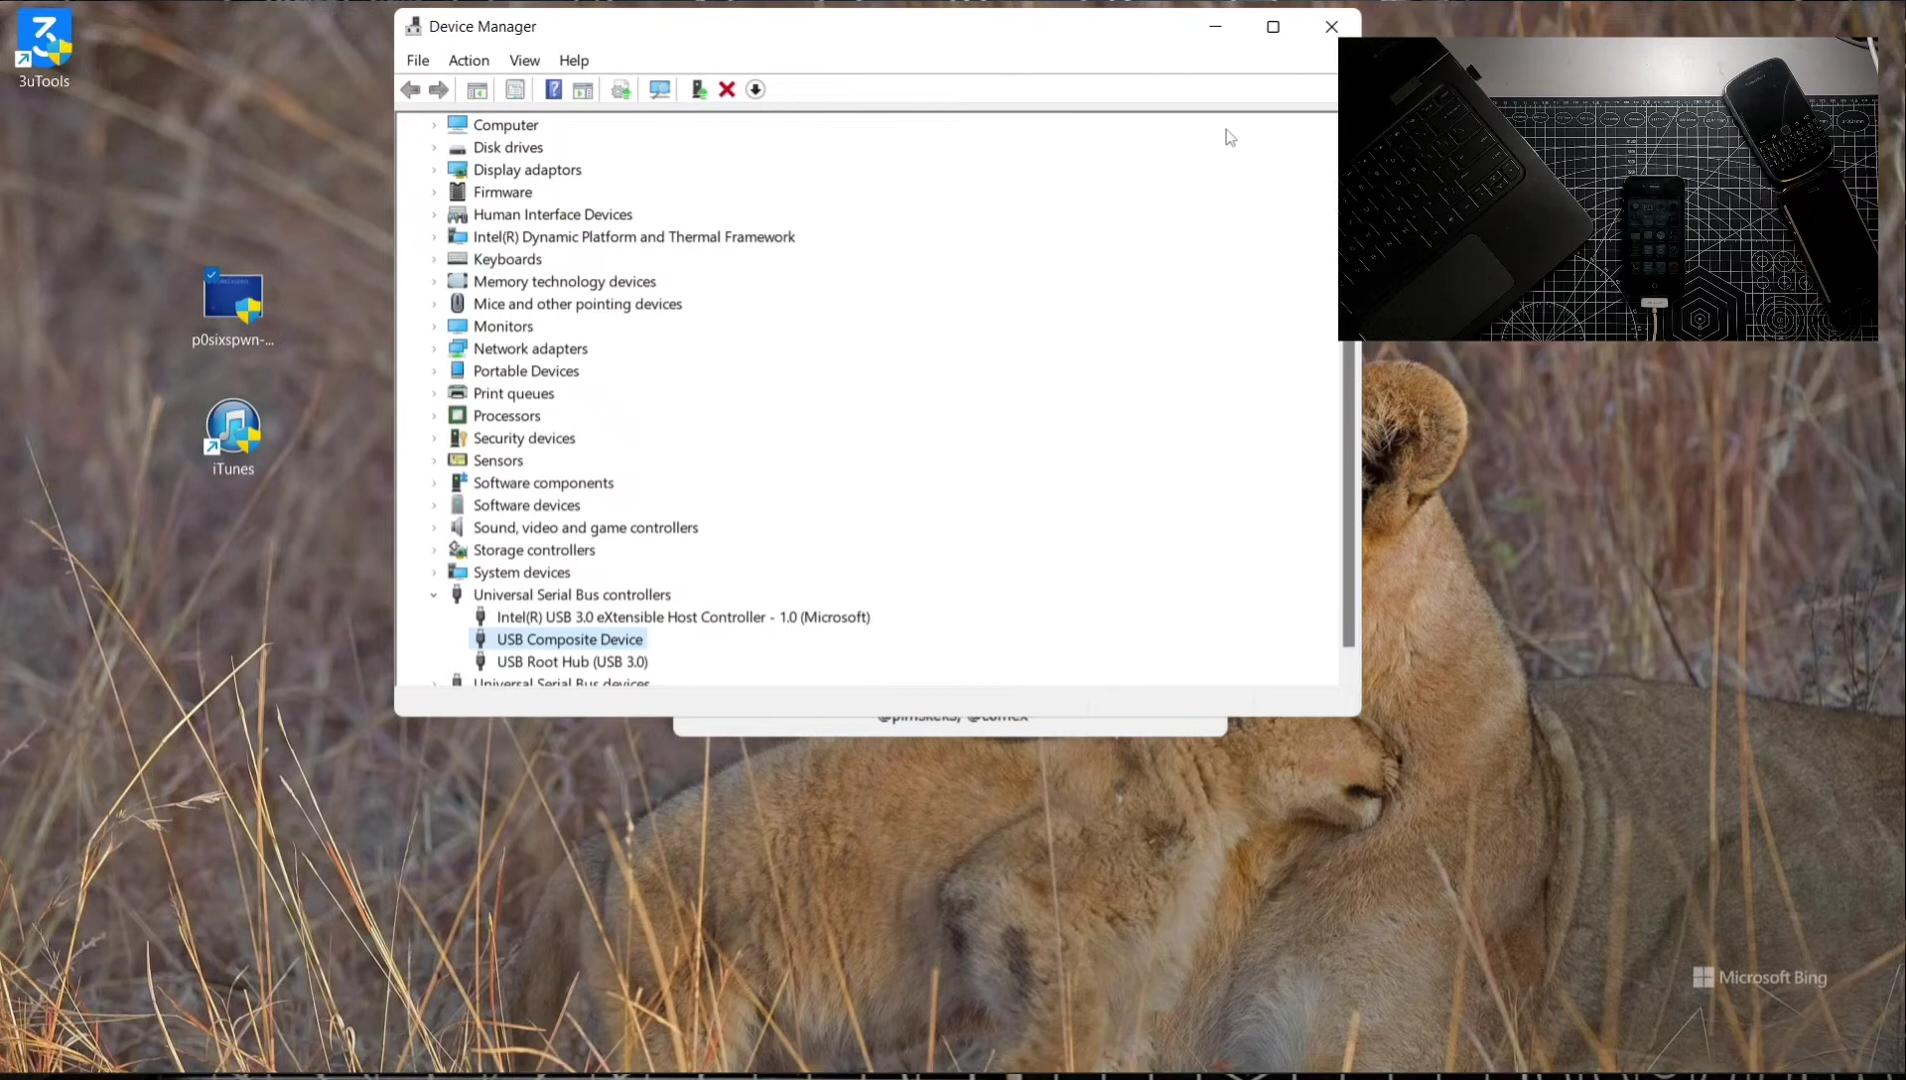 3uTools
p0sixspwn-...
iTunes
Device Manager
File Action View Help
Computer
Disk drives
Display adaptors
Firmware
Human Interface Devices
Intel(R) Dynamic Platform and Thermal Framework
Keyboards
Memory technology devices
Mice and other pointing devices
Monitors
Network adapters
Portable Devices
Print queues
Processors
Security devices
Sensors
Software components
Software devices
Sound, video and game controllers
Storage controllers
System devices
Universal Serial Bus controllers
Intel(R) USB 3.0 eXtensible Host Controller - 1.0 (Microsoft)
USB Composite Device
USB Root Hub (USB 3.0)
Universal Serial Bus devices
@pimskeks, @comex
Microsoft Bing